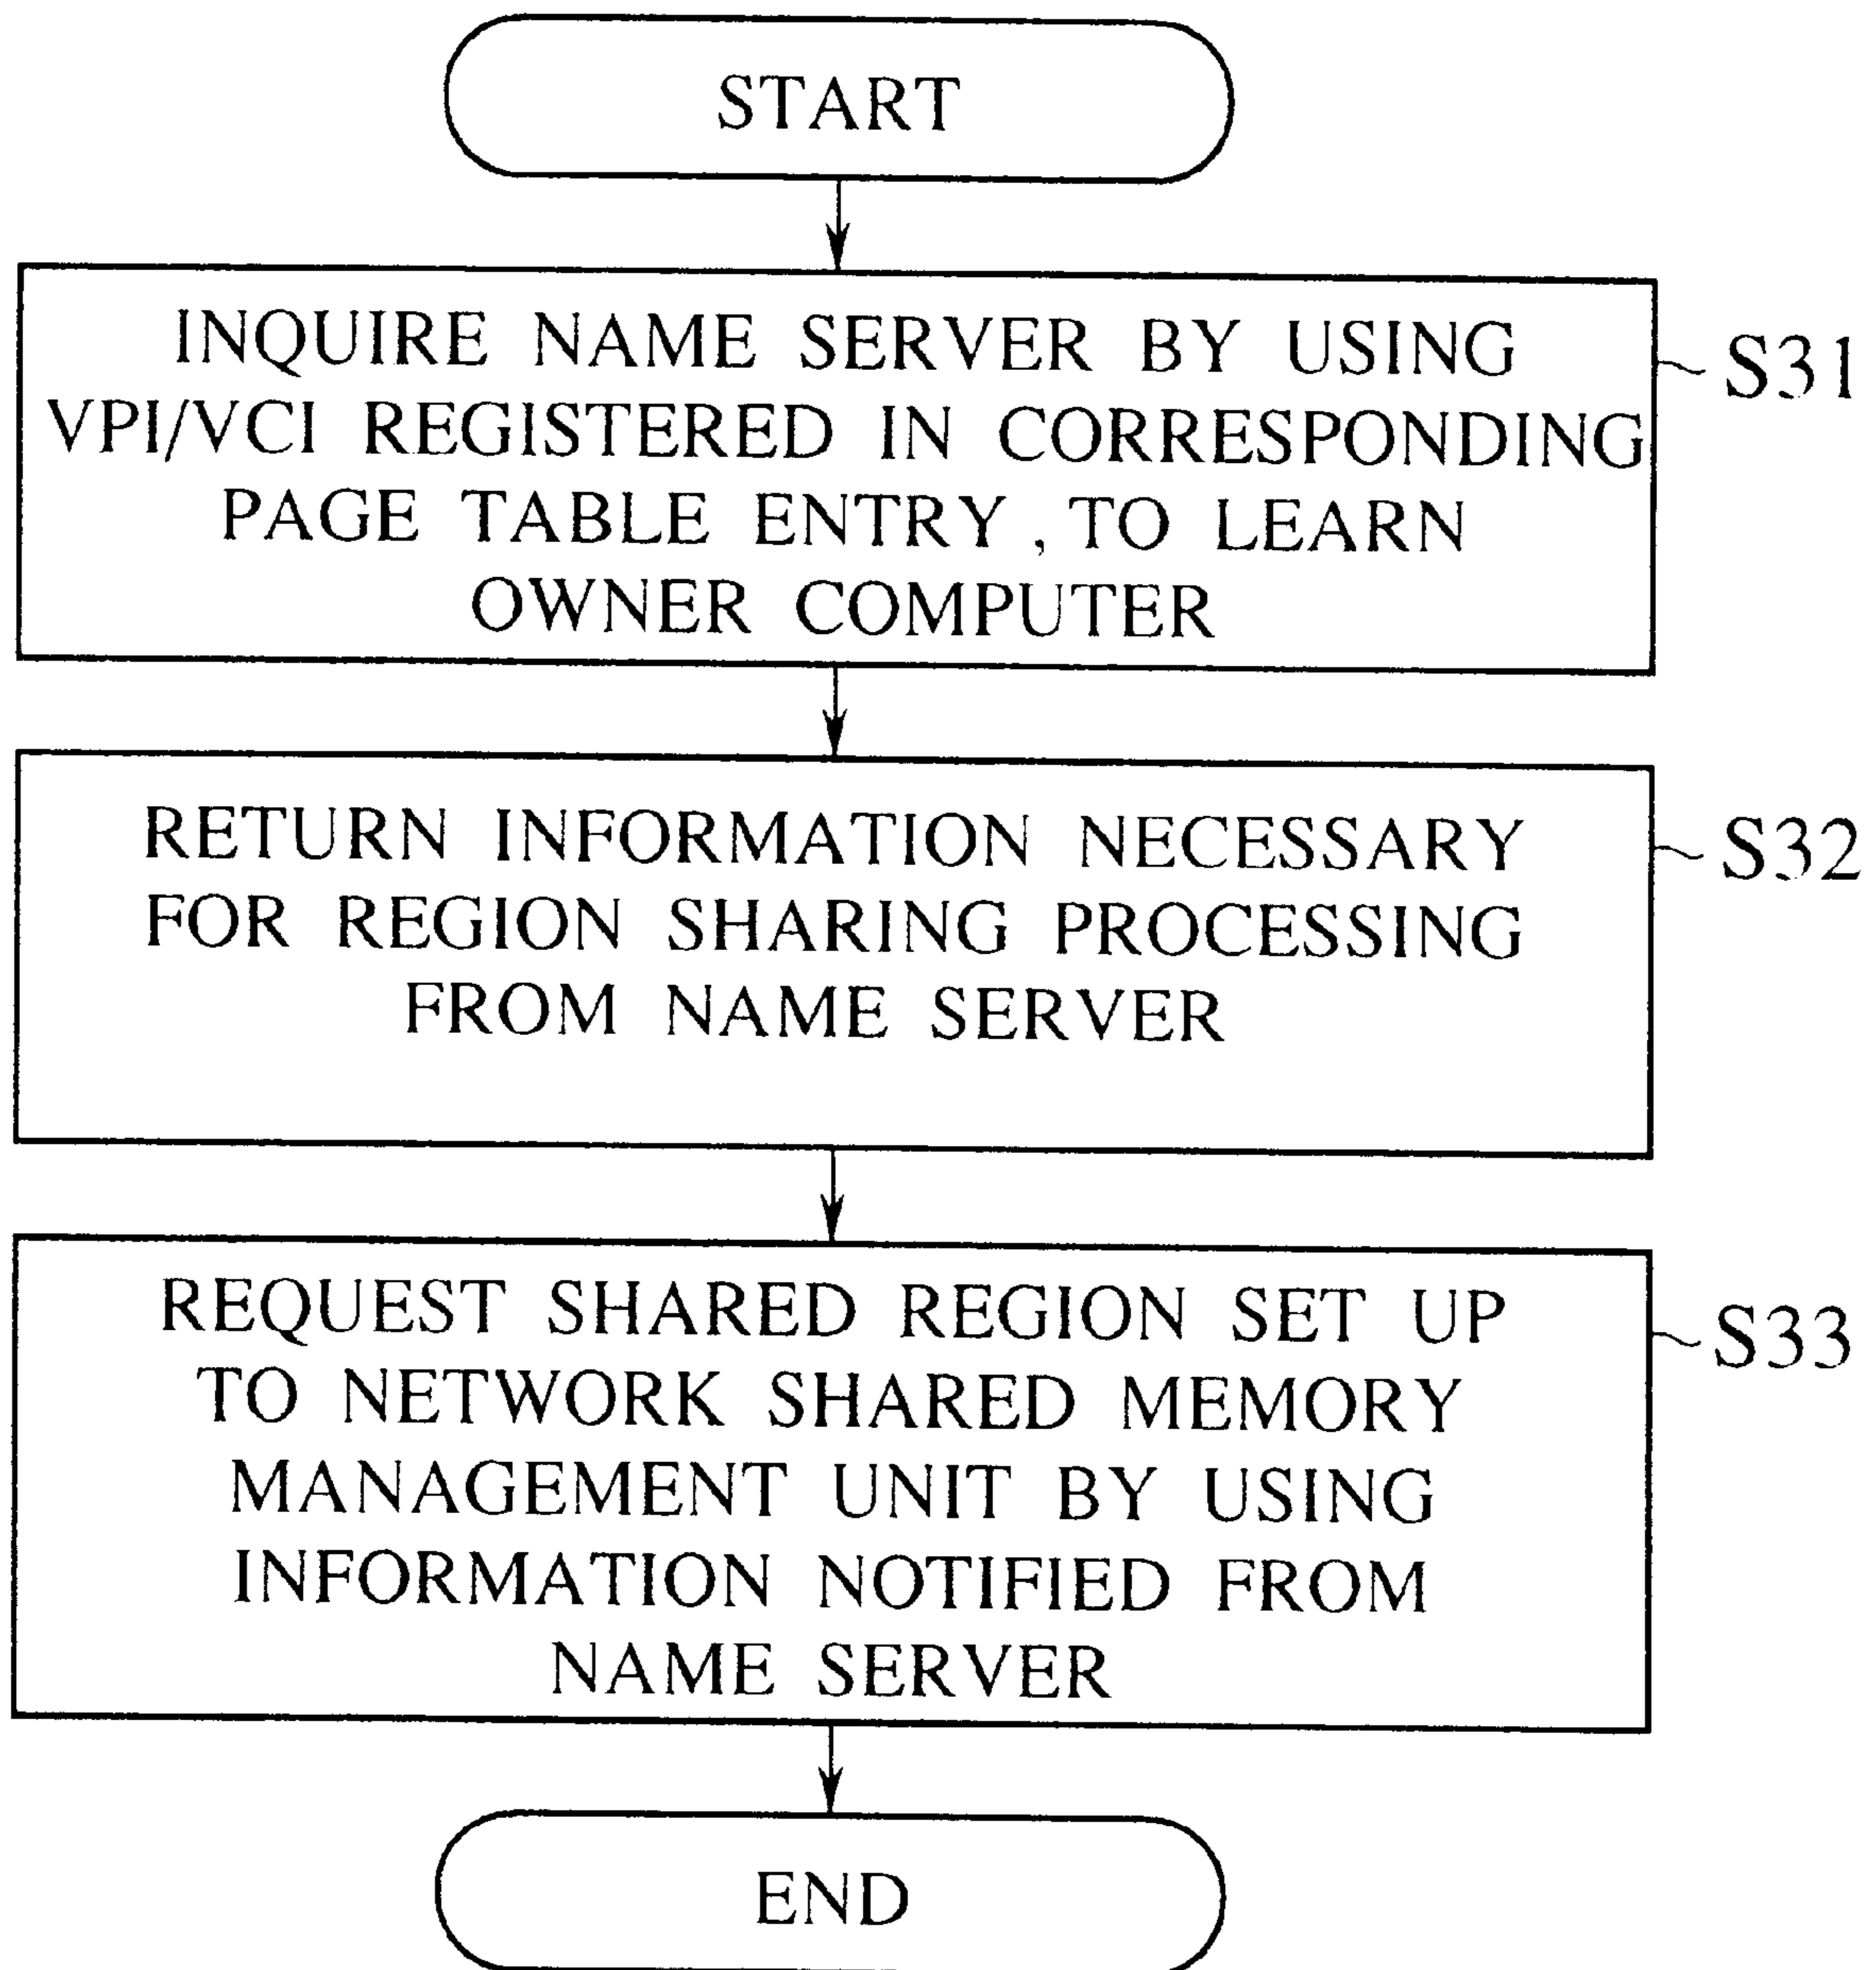 START
INQUIRE NAME SERVER BY USING
VPI/VCI REGISTERED IN CORRESPONDING
PAGE TABLE ENTRY, TO LEARN
OWNER COMPUTER
S31
RETURN INFORMATION NECESSARY
FOR REGION SHARING PROCESSING
FROM NAME SERVER
S32
REQUEST SHARED REGION SET UP
TO NETWORK SHARED MEMORY
MANAGEMENT UNIT BY USING
INFORMATION NOTIFIED FROM
NAME SERVER
S33
END